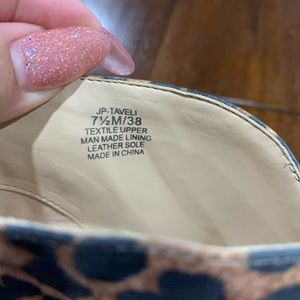 JP-TAVELI
7½M/38
TEXTILE UPPER
MAN MADE LINING
LEATHER SOLE
MADE IN CHINA